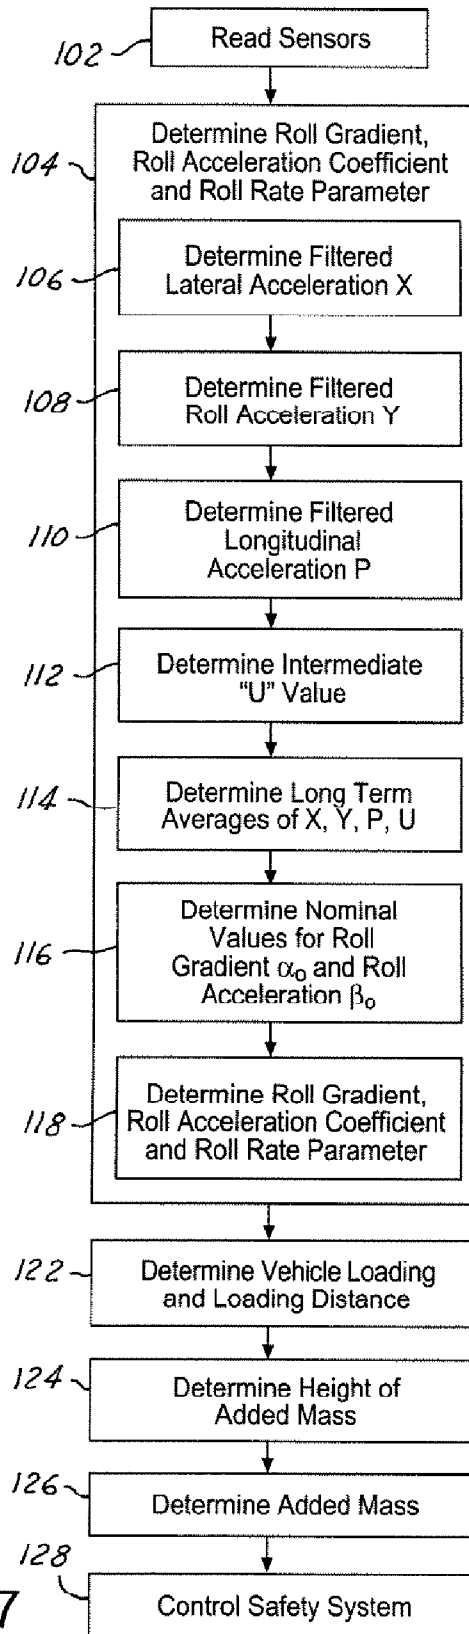 102
Read Sensors
104
Determine Roll Gradient,
Roll Acceleration Coefficient
and Roll Rate Parameter
106
Determine Filtered
Lateral Acceleration X
108
Determine Filtered
Roll Acceleration Y
110
Determine Filtered
Longitudinal
Acceleration P
112
Determine Intermediate
"U" Value
114
Determine Long Term
Averages of X, Y, P, U
116
Determine Nominal
Values for Roll
Gradient α₀ and Roll
Acceleration β₀
118
Determine Roll Gradient,
Roll Acceleration Coefficient
and Roll Rate Parameter
122
Determine Vehicle Loading
and Loading Distance
124
Determine Height of
Added Mass
126
Determine Added Mass
128
Control Safety System
7